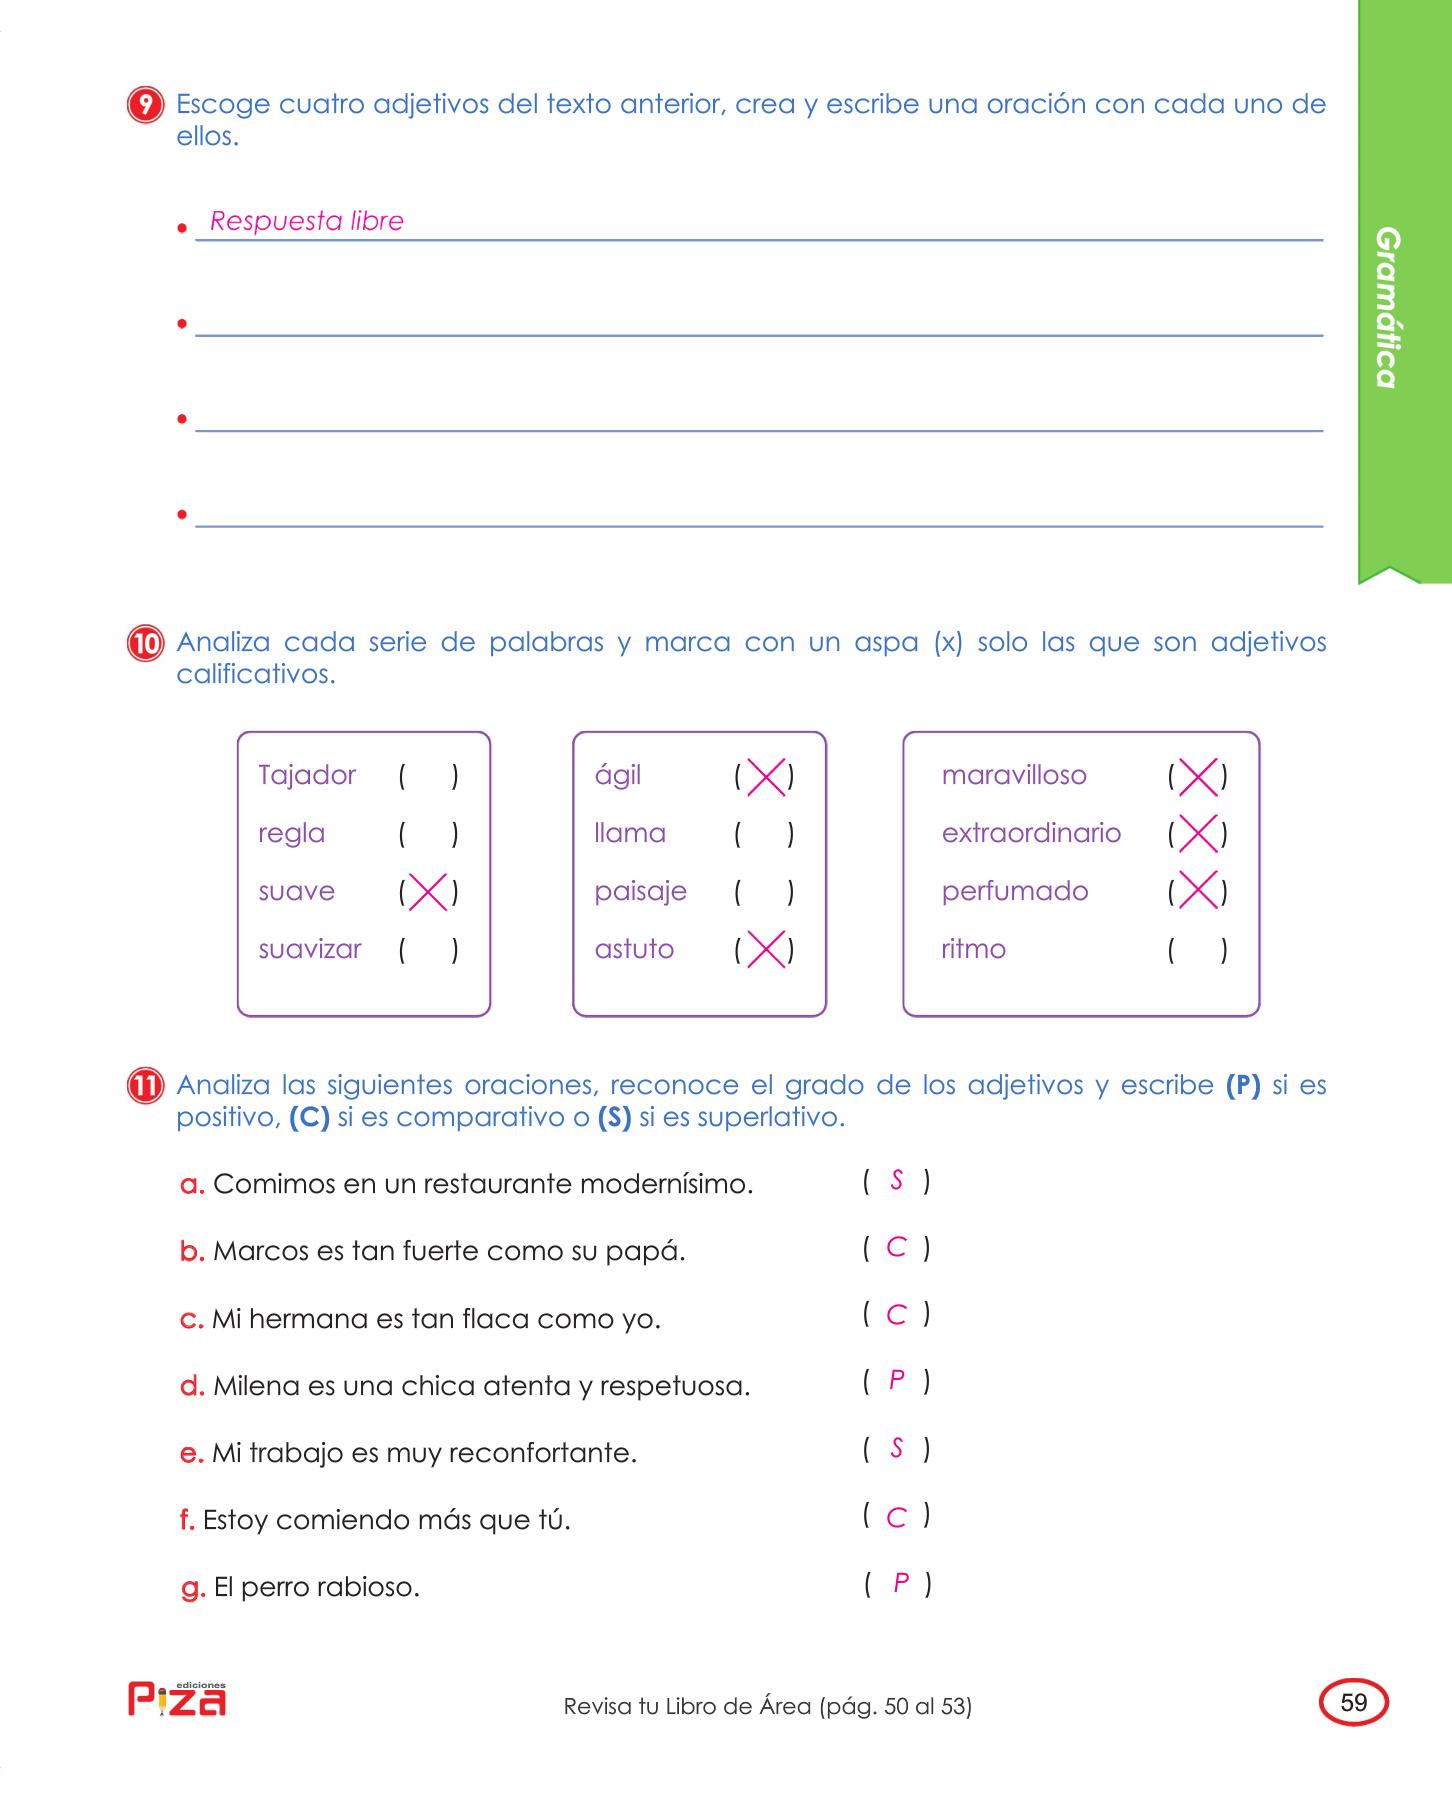 9 Escoge cuatro adjetivos del texto anterior, crea y escribe una oración con cada uno de
ellos.
• Respuesta libre
•
•
•
Gramática
10 Analiza cada serie de palabras y marca con un aspa (x) solo las que son adjetivos
calificativos.
Tajador ( )
regla ( )
suave (X)
suavizar ( )
ágil (X)
llama ( )
paisaje ( )
astuto (X)
maravilloso (X)
extraordinario (X)
perfumado (X)
ritmo ( )
11 Analiza las siguientes oraciones, reconoce el grado de los adjetivos y escribe (P) si es
positivo, (C) si es comparativo o (S) si es superlativo.
a. Comimos en un restaurante modernísimo. ( S )
b. Marcos es tan fuerte como su papá. ( C )
c. Mi hermana es tan flaca como yo. ( C )
d. Milena es una chica atenta y respetuosa. ( P )
e. Mi trabajo es muy reconfortante. ( S )
f. Estoy comiendo más que tú. ( C )
g. El perro rabioso. ( P )
ediciones
Piza
Revisa tu Libro de Área (pág. 50 al 53)
59